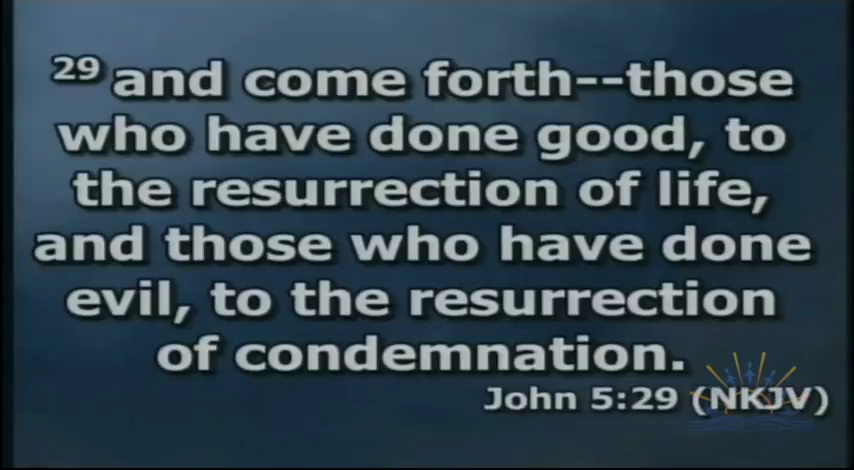 29 and come forth--those
who have done good, to
the resurrection of life,
and those who have done
evil, to the resurrection
of condemnation.
John 5:29 (NKJV)